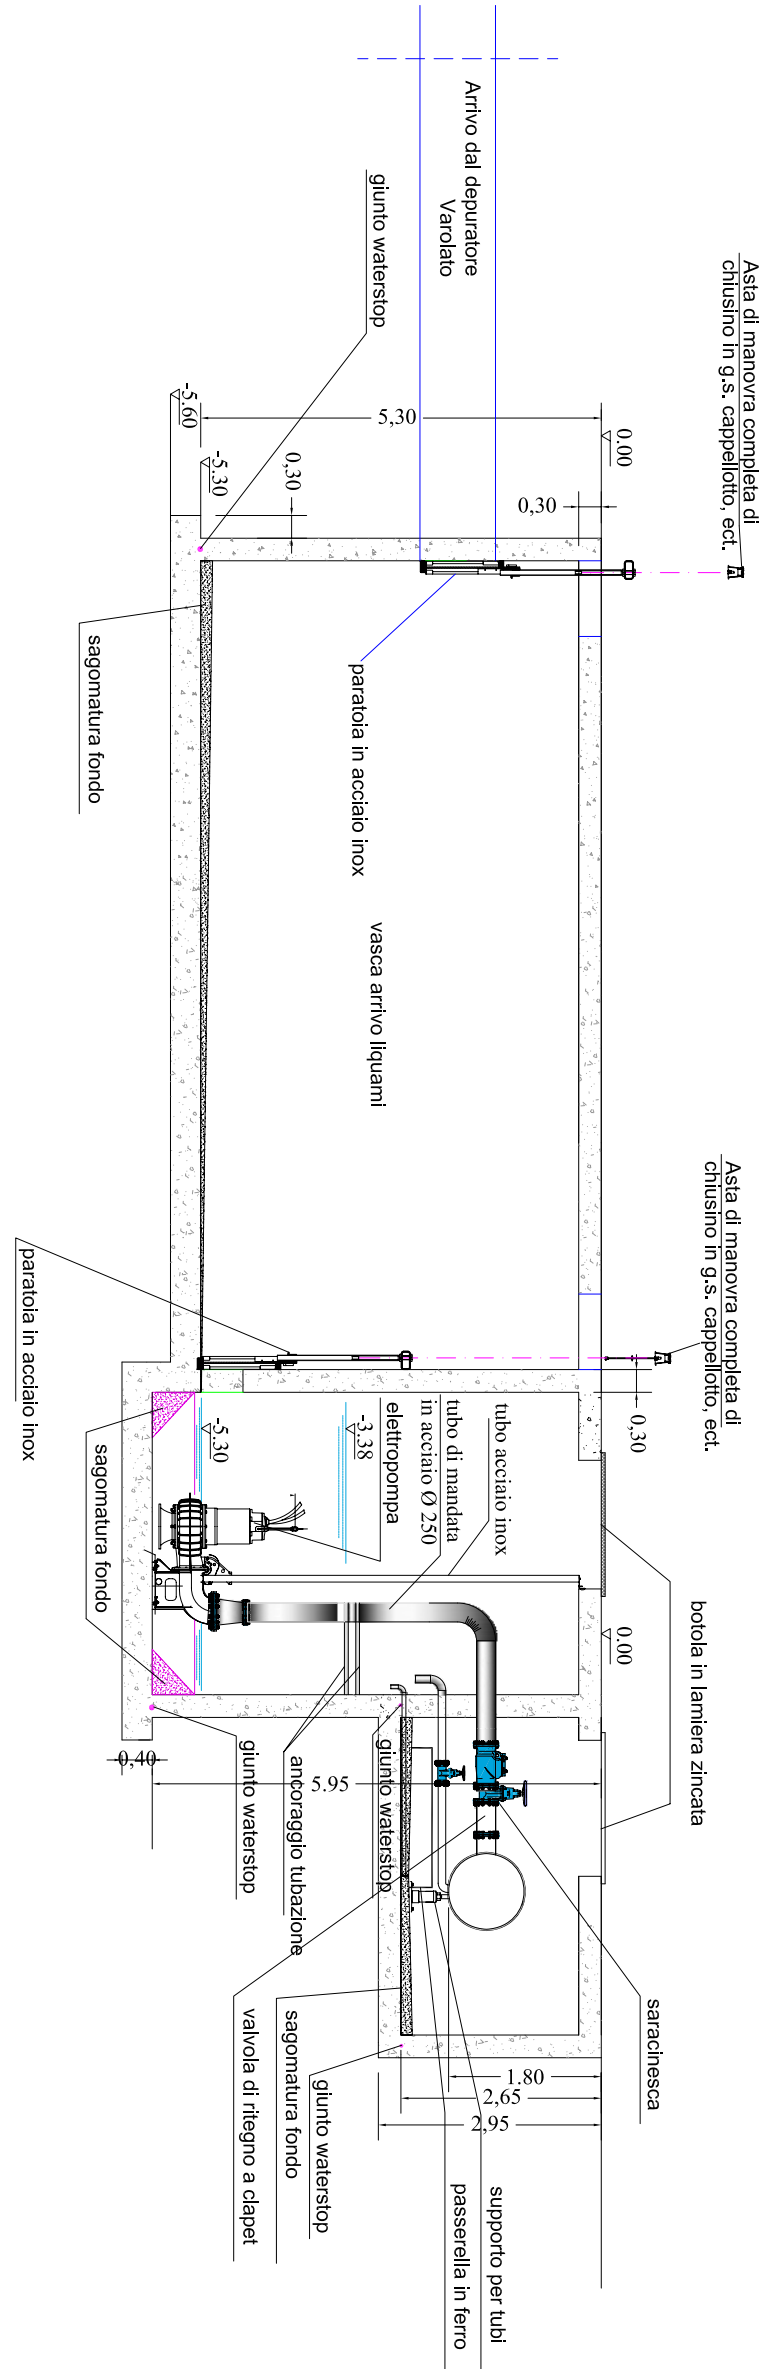 Asta di manovra completa di
chiusino in g.s. cappellotto, ect.
Arrivo dal depuratore
Varolato
giunto waterstop
0.00
5,30
0,30
-5.60
-5.30
0,30
sagomatura fondo
paratoia in acciaio inox
vasca arrivo liquami
Asta di manovra completa di
chiusino in g.s. cappellotto, ect.
0,30
paratoia in acciaio inox
-5.30
-3.38
elettropompa
tubo di mandata
in acciaio Ø 250
tubo acciaio inox
sagomatura fondo
botola in lamiera zincata
0.00
0,40
5.95
giunto waterstop
ancoraggio tubazione
giunto waterstop
saracinesca
1.80
2,65
2,95
valvola di ritegno a clapet
sagomatura fondo
giunto waterstop
supporto per tubi
passerella in ferro